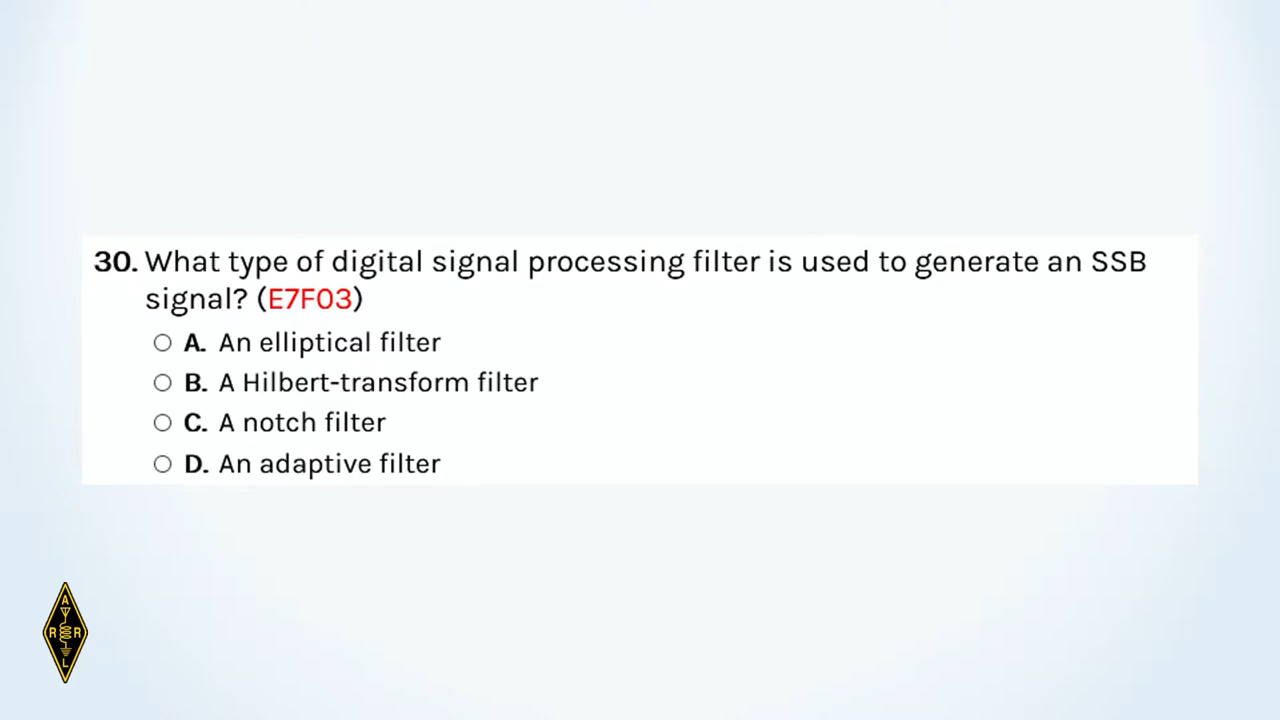 30. What type of digital signal processing filter is used to generate an SSB
signal? (E7F03)
A. An elliptical filter
B. A Hilbert-transform filter
C. A notch filter
D. An adaptive filter
A
R R
L